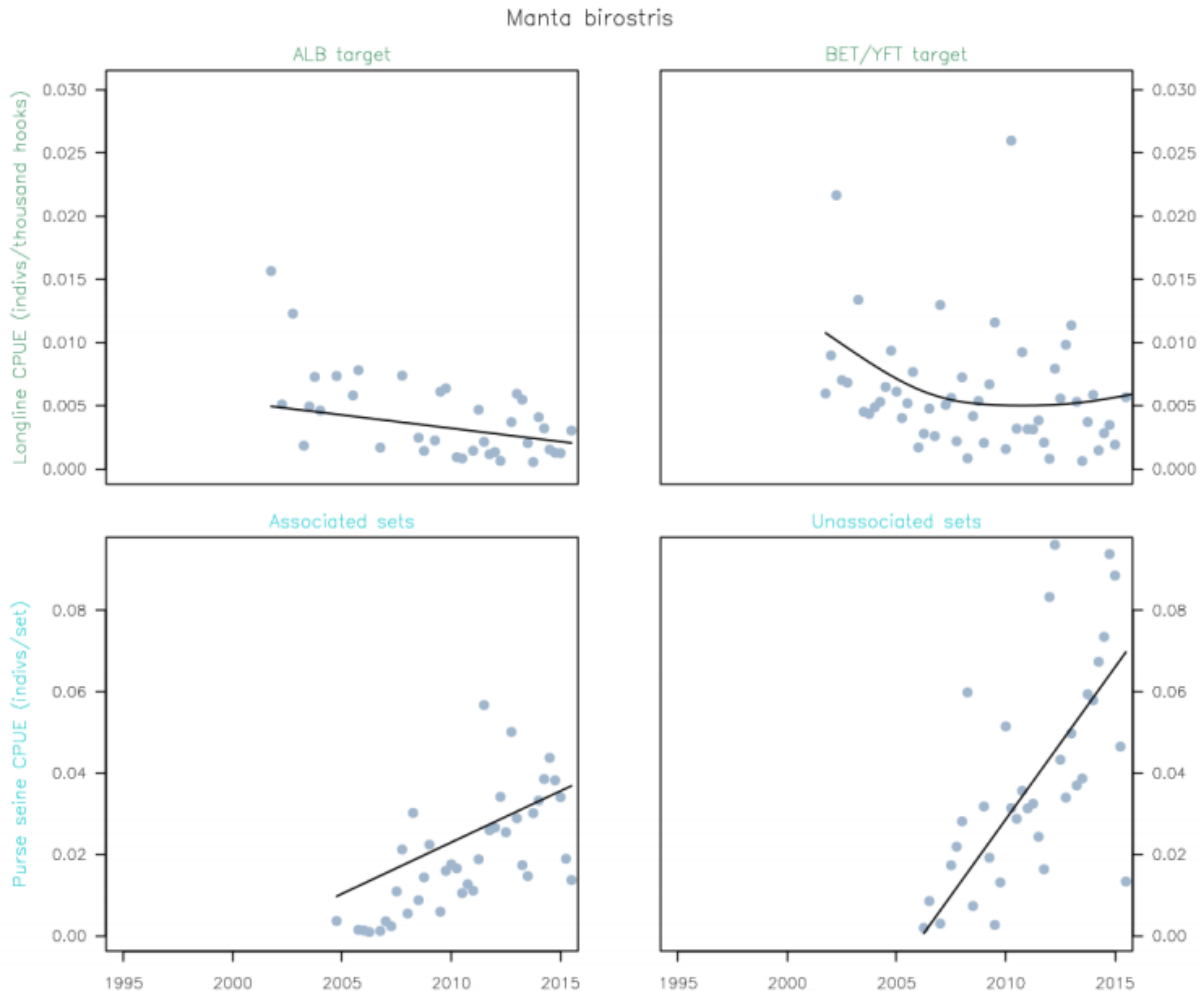 Manta birostris
ALB target
BET/YFT target
Longline CPUE (indivs/thousand hooks)
0.030
0.025
0.020
0.015
0.010
0.005
0.000
0.030
0.025
0.020
0.015
0.010
0.005
0.000
Associated sets
Unassociated sets
Purse seine CPUE (indivs/set)
0.08
0.06
0.04
0.02
0.00
0.08
0.06
0.04
0.02
0.00
1995 2000 2005 2010 2015
1995 2000 2005 2010 2015